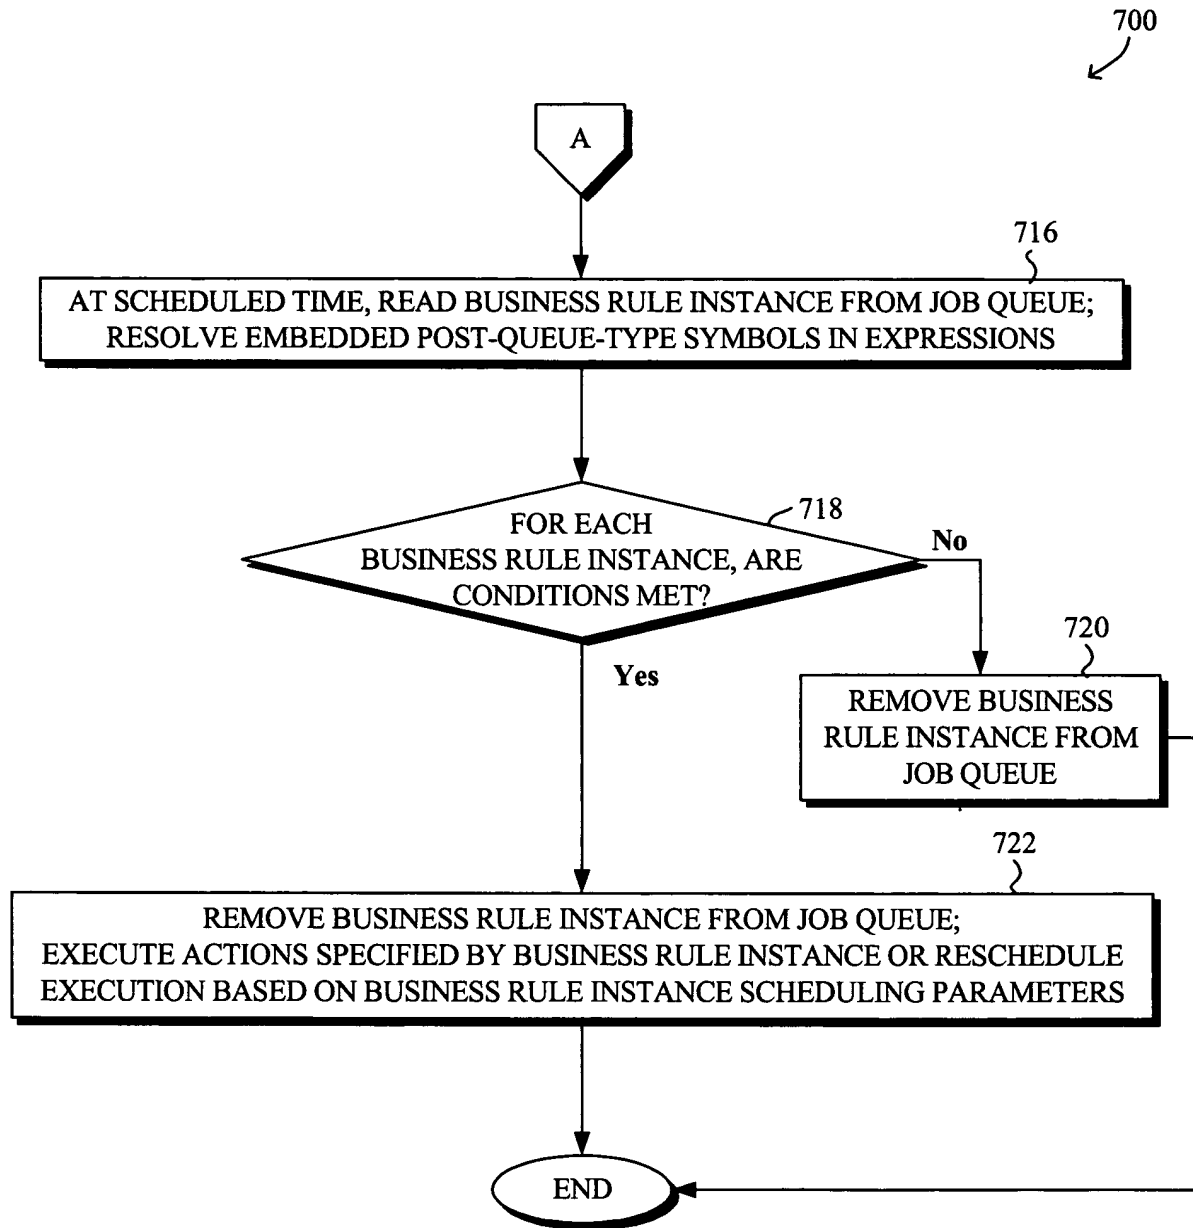 700
A
716
AT SCHEDULED TIME, READ BUSINESS RULE INSTANCE FROM JOB QUEUE;
RESOLVE EMBEDDED POST-QUEUE-TYPE SYMBOLS IN EXPRESSIONS
718
FOR EACH
BUSINESS RULE INSTANCE, ARE
CONDITIONS MET?
No
Yes
720
REMOVE BUSINESS
RULE INSTANCE FROM
JOB QUEUE
722
REMOVE BUSINESS RULE INSTANCE FROM JOB QUEUE;
EXECUTE ACTIONS SPECIFIED BY BUSINESS RULE INSTANCE OR RESCHEDULE
EXECUTION BASED ON BUSINESS RULE INSTANCE SCHEDULING PARAMETERS
END